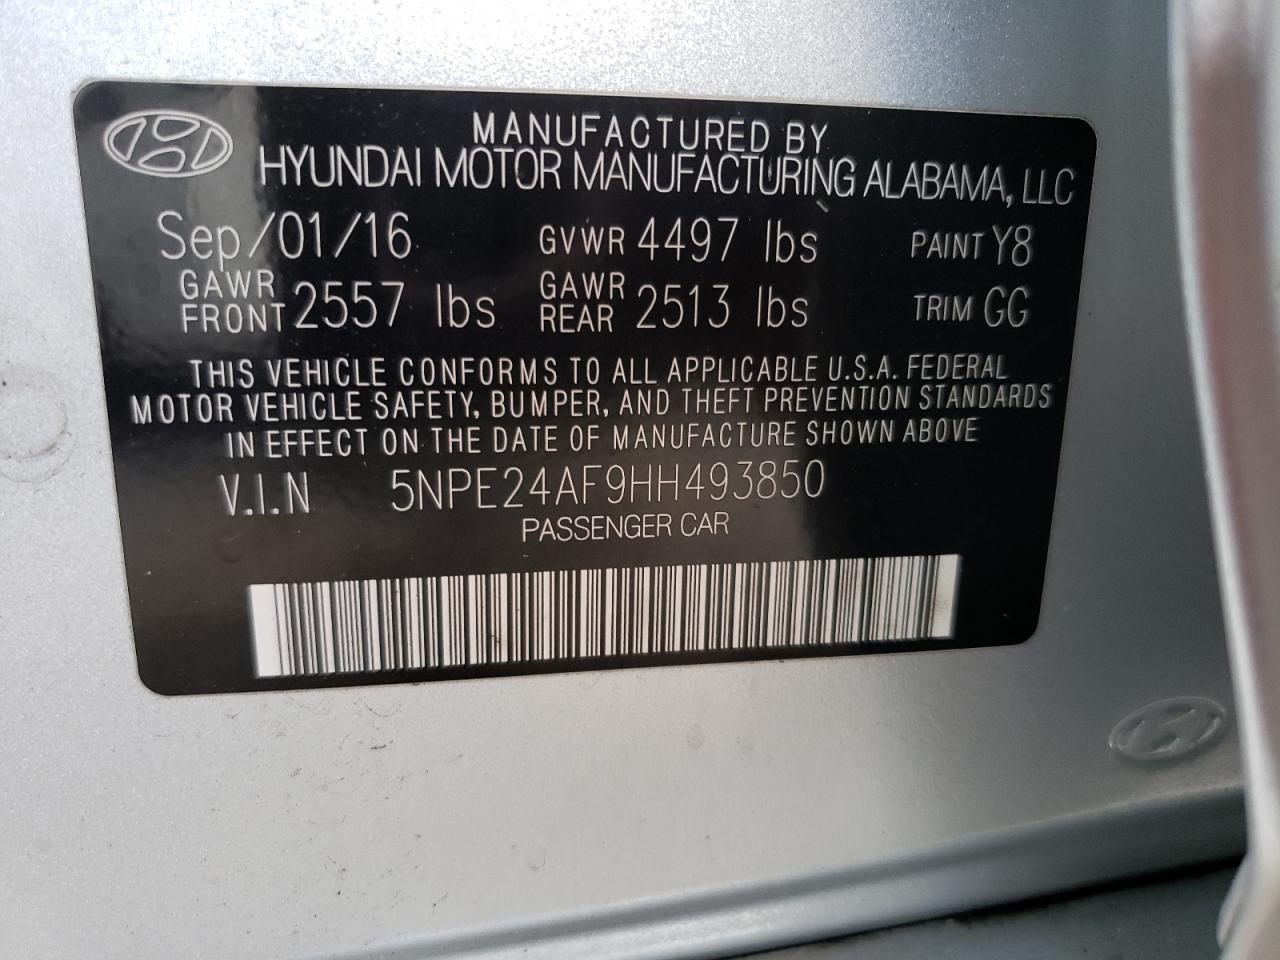 MANUFACTURED BY
HYUNDAI MOTOR MANUFACTURING ALABAMA, LLC
Sep/01/16 GVWR 4497 lbs PAINT Y8
GAWR FRONT 2557 lbs GAWR REAR 2513 lbs TRIM GG
THIS VEHICLE CONFORMS TO ALL APPLICABLE U.S.A. FEDERAL
MOTOR VEHICLE SAFETY, BUMPER, AND THEFT PREVENTION STANDARDS
IN EFFECT ON THE DATE OF MANUFACTURE SHOWN ABOVE
V.I.N 5NPE24AF9HH493850
PASSENGER CAR